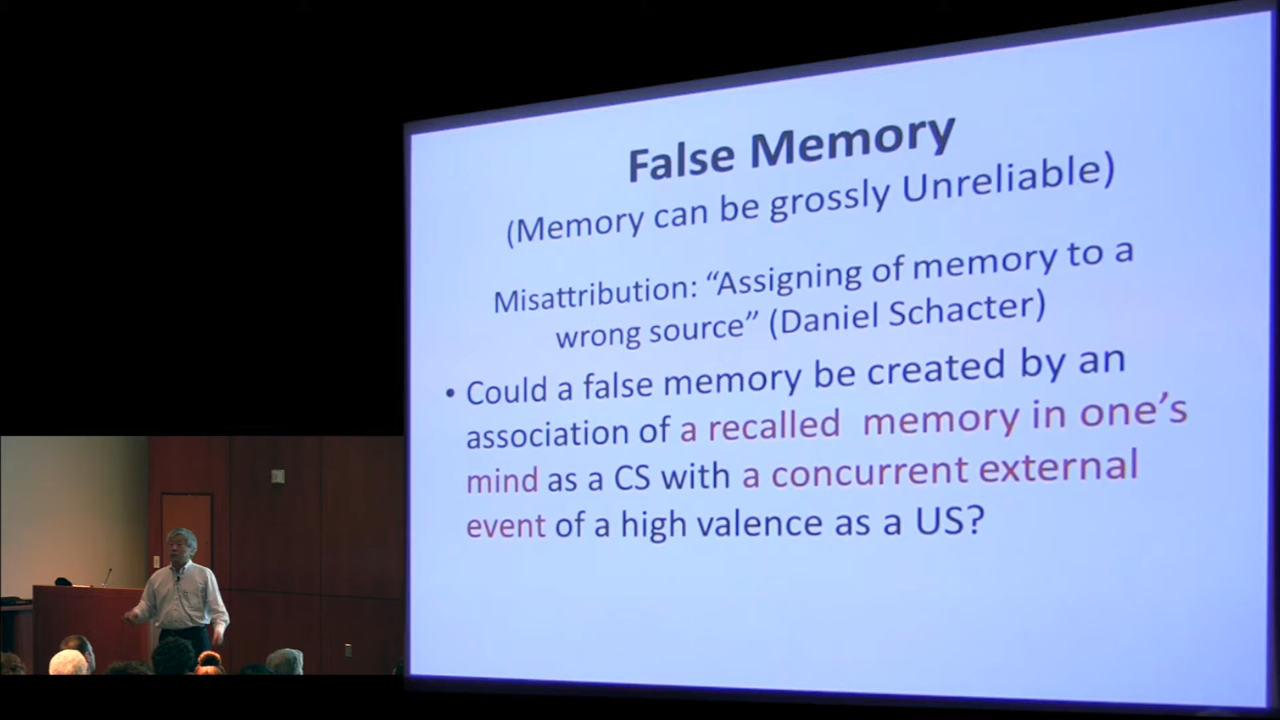 False Memory
(Memory can be grossly Unreliable)
Misattribution: “Assigning of memory to a
wrong source” (Daniel Schacter)
• Could a false memory be created by an
association of a recalled memory in one’s
mind as a CS with a concurrent external
event of a high valence as a US?